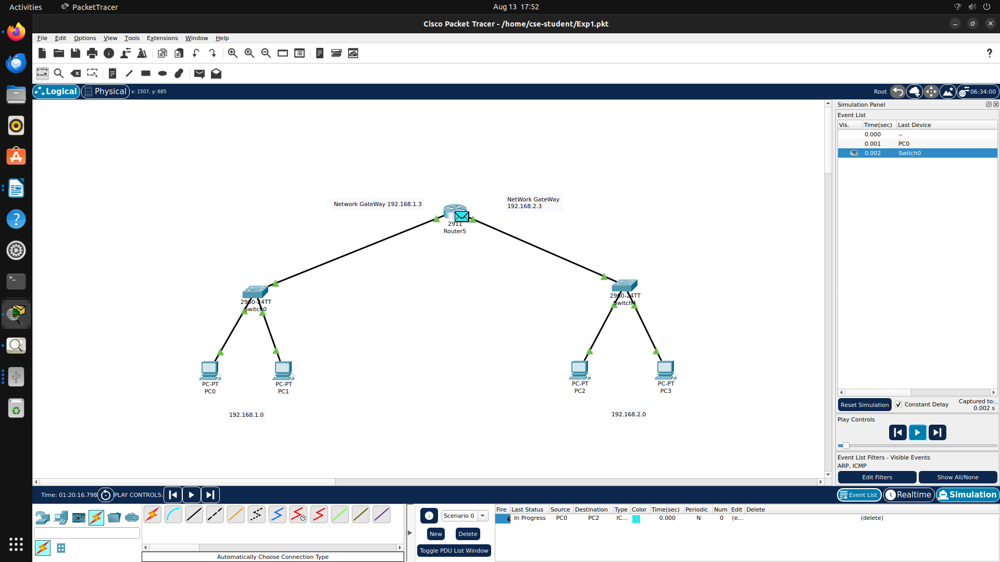 Activities PacketTracer Aug 13 17:52
Cisco Packet Tracer - /home/cse-student/Exp1.pkt
File Edit Options View Tools Extensions Window Help
Logical Physical x: 1507, y: 685 Root 06:34:00
Simulation Panel
Event List
Vis. Time(sec) Last Device
0.000 --
0.001 PC0
0.002 Switch0
Network GateWay 192.168.1.3
NetWork GateWay
192.168.2.3
2911
Router5
2960-24TT
Switch0
2960-24TT
Switch4
PC-PT
PC0
PC-PT
PC1
PC-PT
PC2
PC-PT
PC3
192.168.1.0
192.168.2.0
Reset Simulation Constant Delay Captured to:
0.002 s
Play Controls
Event List Filters - Visible Events
ARP, ICMP
Edit Filters Show All/None
Time: 01:20:16.798 PLAY CONTROLS: Event List Realtime Simulation
Scenario 0
New Delete
Toggle PDU List Window
Fire Last Status Source Destination Type Color Time(sec) Periodic Num Edit Delete
In Progress PC0 PC2 IC... 0.000 N 0 (e... (delete)
Automatically Choose Connection Type